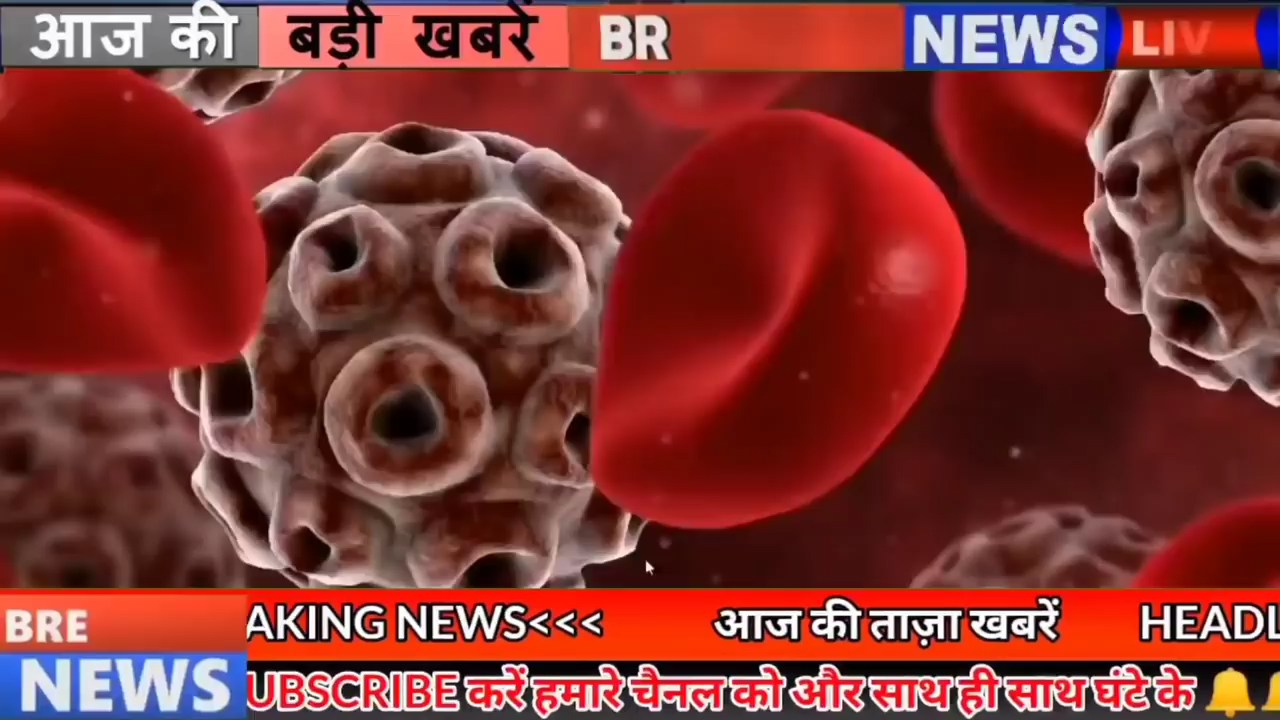 आज की बड़ी खबरें BR NEWS LIV
BRE AKING NEWS<<< आज की ताज़ा खबरें HEADL
NEWS UBSCRIBE करें हमारे चैनल को और साथ ही साथ घंटे के